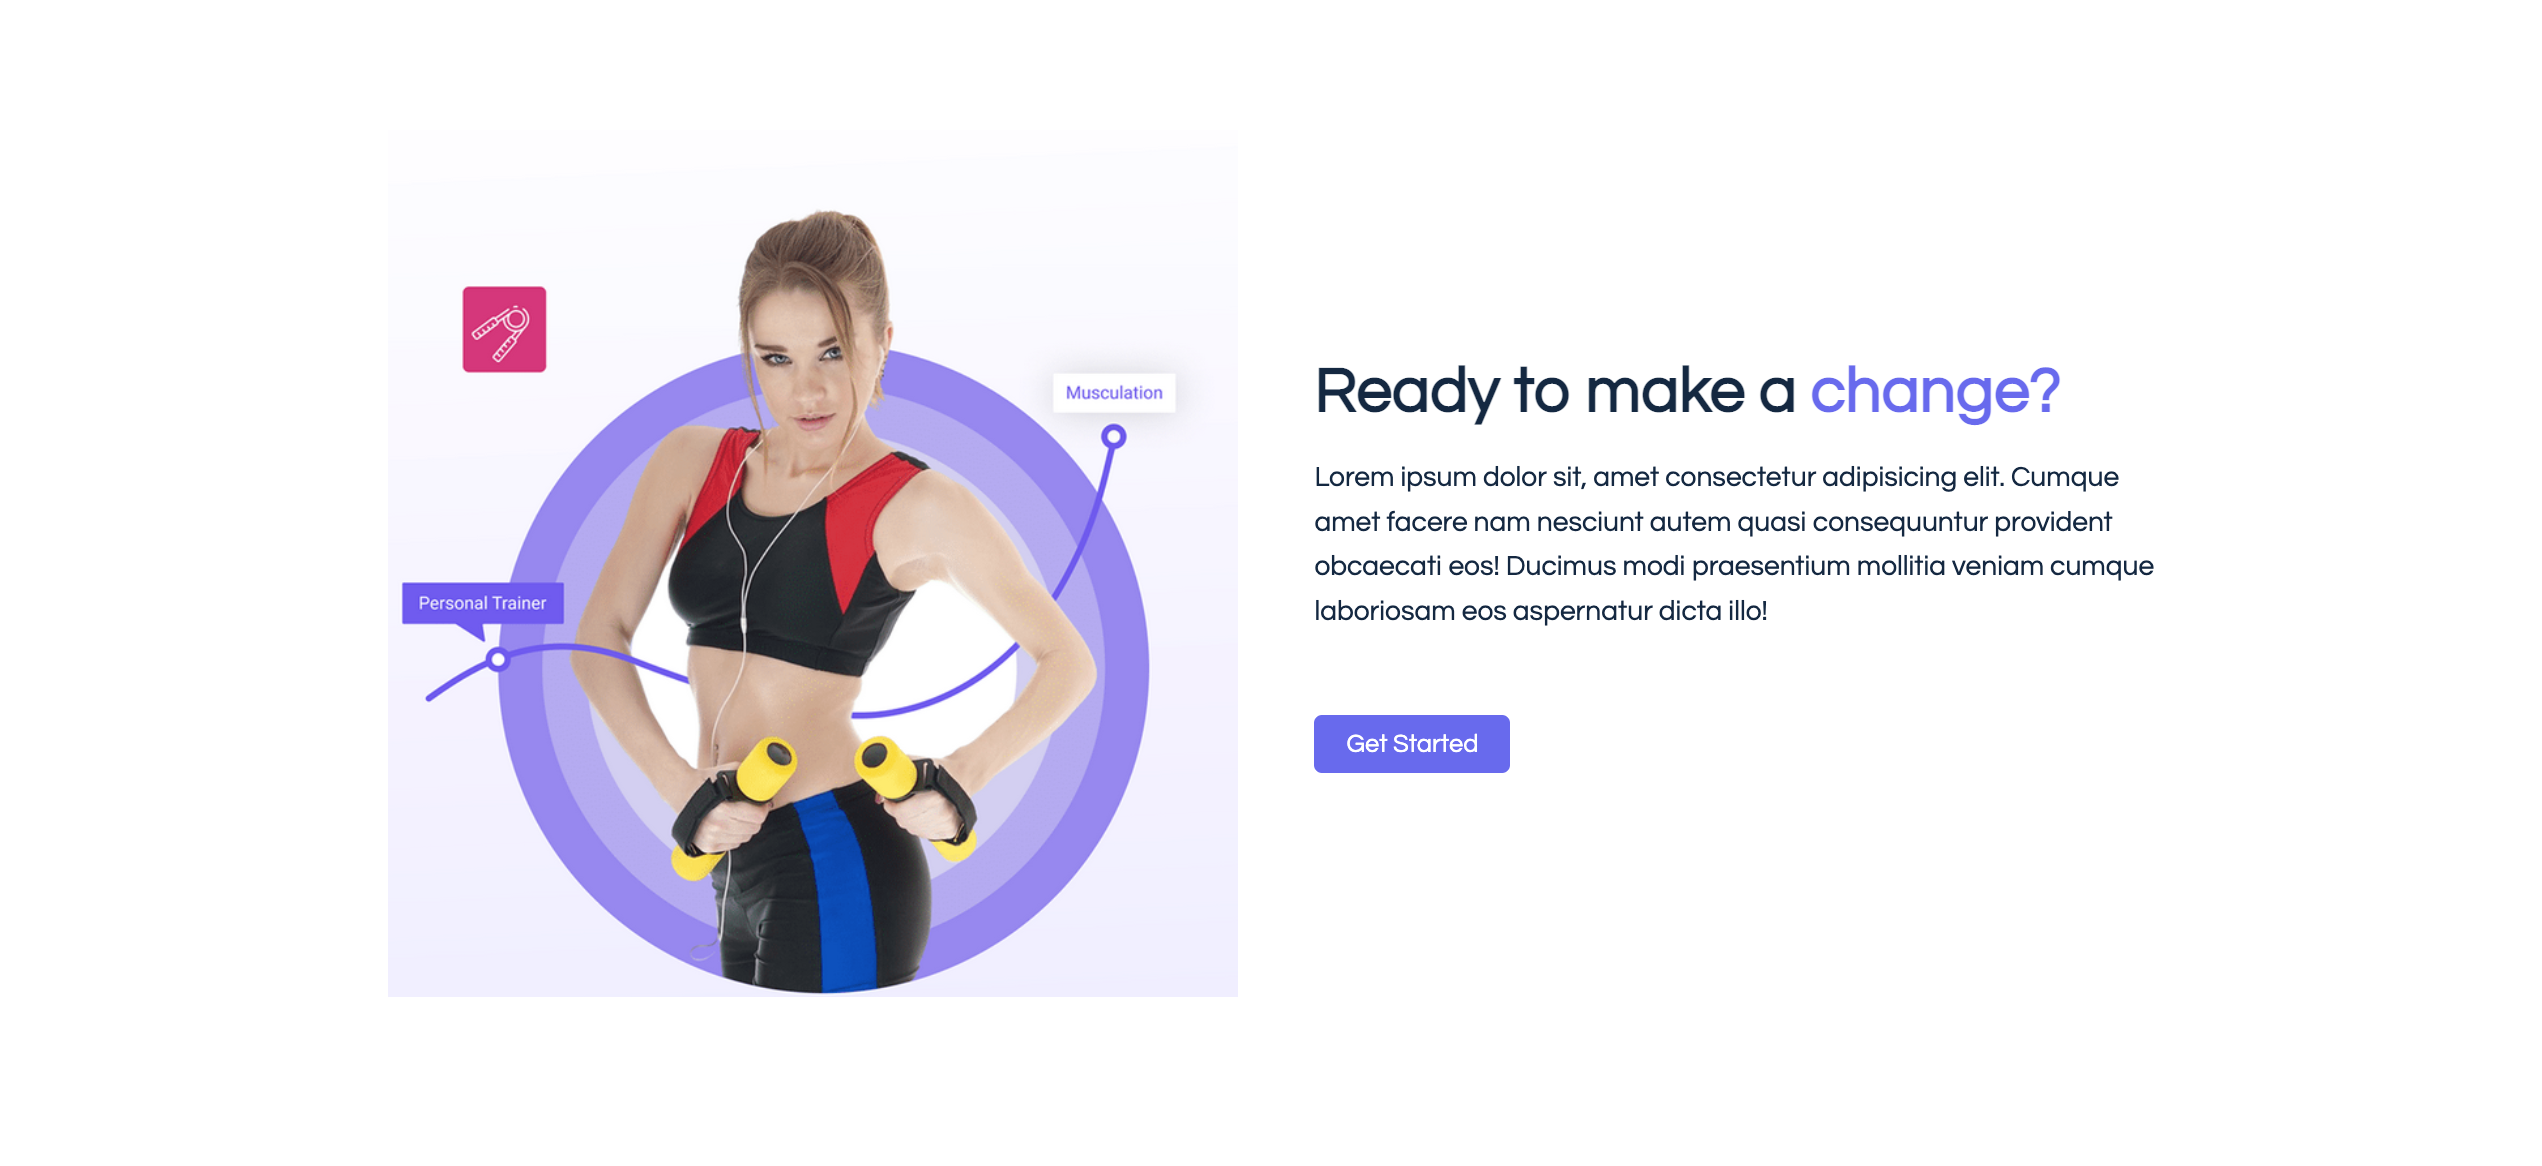 Musculation
Personal Trainer
Ready to make a change?
Lorem ipsum dolor sit, amet consectetur adipisicing elit. Cumque
amet facere nam nesciunt autem quasi consequuntur provident
obcaecati eos! Ducimus modi praesentium mollitia veniam cumque
laboriosam eos aspernatur dicta illo!
Get Started